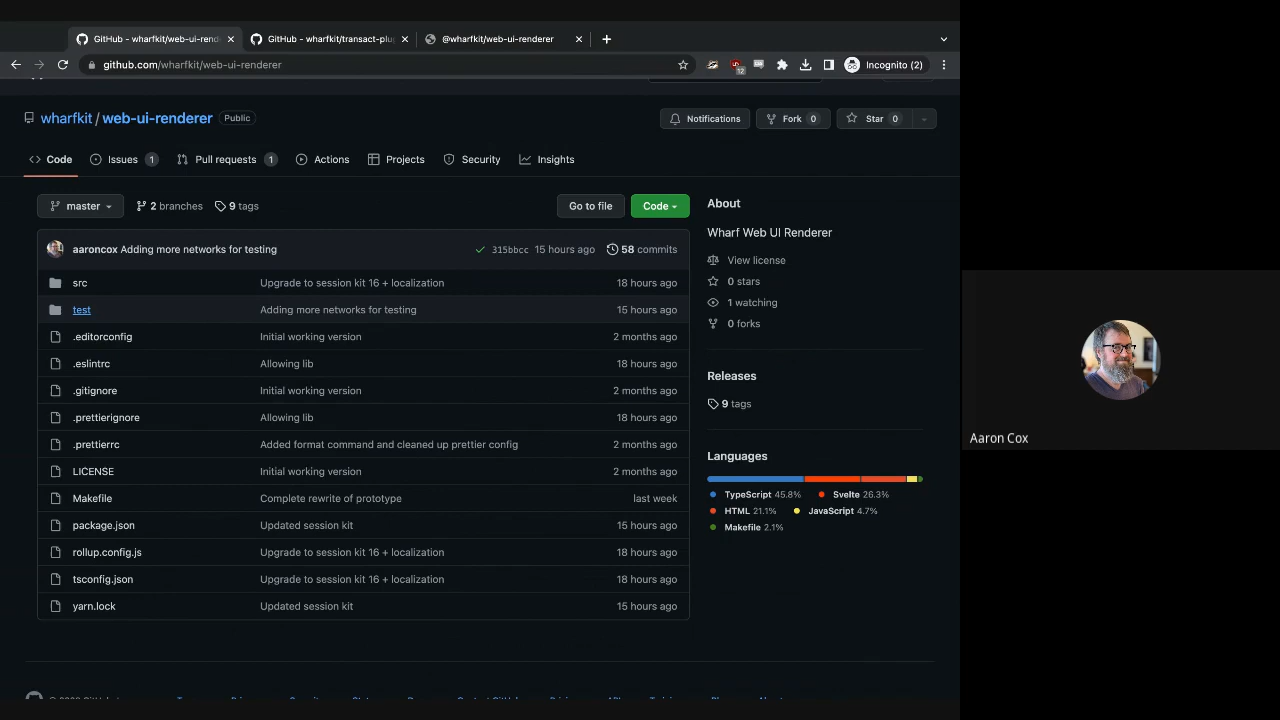 GitHub - wharfkit/web-ui-rend
GitHub - wharfkit/transact-plu
@wharfkit/web-ui-renderer
github.com/wharfkit/web-ui-renderer
12
Incognito (2)
wharfkit / web-ui-renderer Public
Notifications
Fork 0
Star 0
Code
Issues 1
Pull requests 1
Actions
Projects
Security
Insights
master
2 branches
9 tags
Go to file
Code
About
Wharf Web UI Renderer
aaroncox Adding more networks for testing 315bbcc 15 hours ago 58 commits
src Upgrade to session kit 16 + localization 18 hours ago
test Adding more networks for testing 15 hours ago
.editorconfig Initial working version 2 months ago
.eslintrc Allowing lib 18 hours ago
.gitignore Initial working version 2 months ago
.prettierignore Allowing lib 18 hours ago
.prettierrc Added format command and cleaned up prettier config 2 months ago
LICENSE Initial working version 2 months ago
Makefile Complete rewrite of prototype last week
package.json Updated session kit 15 hours ago
rollup.config.js Upgrade to session kit 16 + localization 18 hours ago
tsconfig.json Upgrade to session kit 16 + localization 18 hours ago
yarn.lock Updated session kit 15 hours ago
View license
0 stars
1 watching
0 forks
Releases
9 tags
Languages
TypeScript 45.8% Svelte 26.3%
HTML 21.1% JavaScript 4.7%
Makefile 2.1%
Aaron Cox